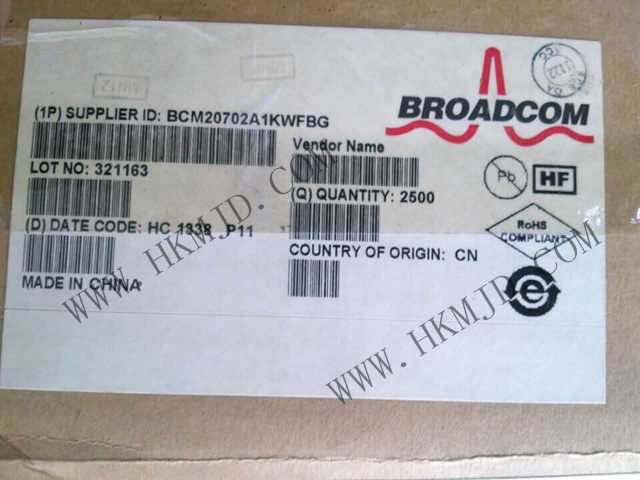 BROADCOM
(1P) SUPPLIER ID: BCM20702A1KWFBG
Vendor Name
LOT NO: 321163
(Q) QUANTITY: 2500
Pb
HF
(D) DATE CODE: HC 1338 P11
RoHS
COMPLIANT
COUNTRY OF ORIGIN: CN
MADE IN CHINA
e
WWW.HKMJD.COM
WWW.HKMJD.COM